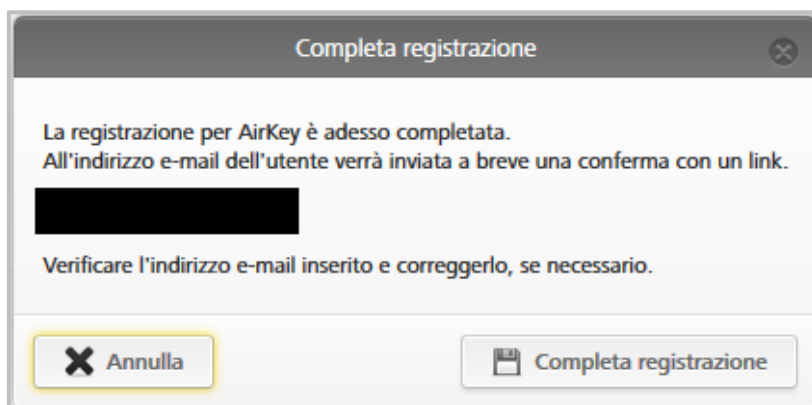 Completa registrazione
La registrazione per AirKey è adesso completata.
All'indirizzo e-mail dell'utente verrà inviata a breve una conferma con un link.
Verificare l'indirizzo e-mail inserito e correggerlo, se necessario.
Annulla
Completa registrazione